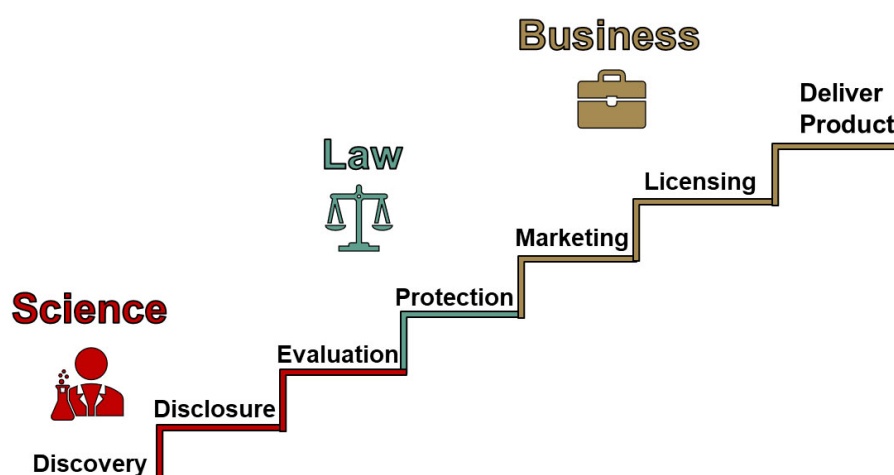 Business
Deliver
Product
Law
Licensing
Marketing
Science
Protection
Evaluation
Disclosure
Discovery